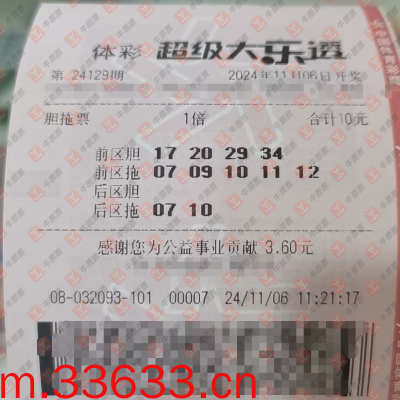 体彩 超级大乐透
第 24129期 2024年11月06日开奖
胆拖票 1倍 合计10元
前区胆 17 20 29 34
前区拖 07 09 10 11 12
后区胆
后区拖 07 10
感谢您为公益事业贡献 3.60元
08-032093-101 00007 24/11/06 11:21:17
m.33633.cn